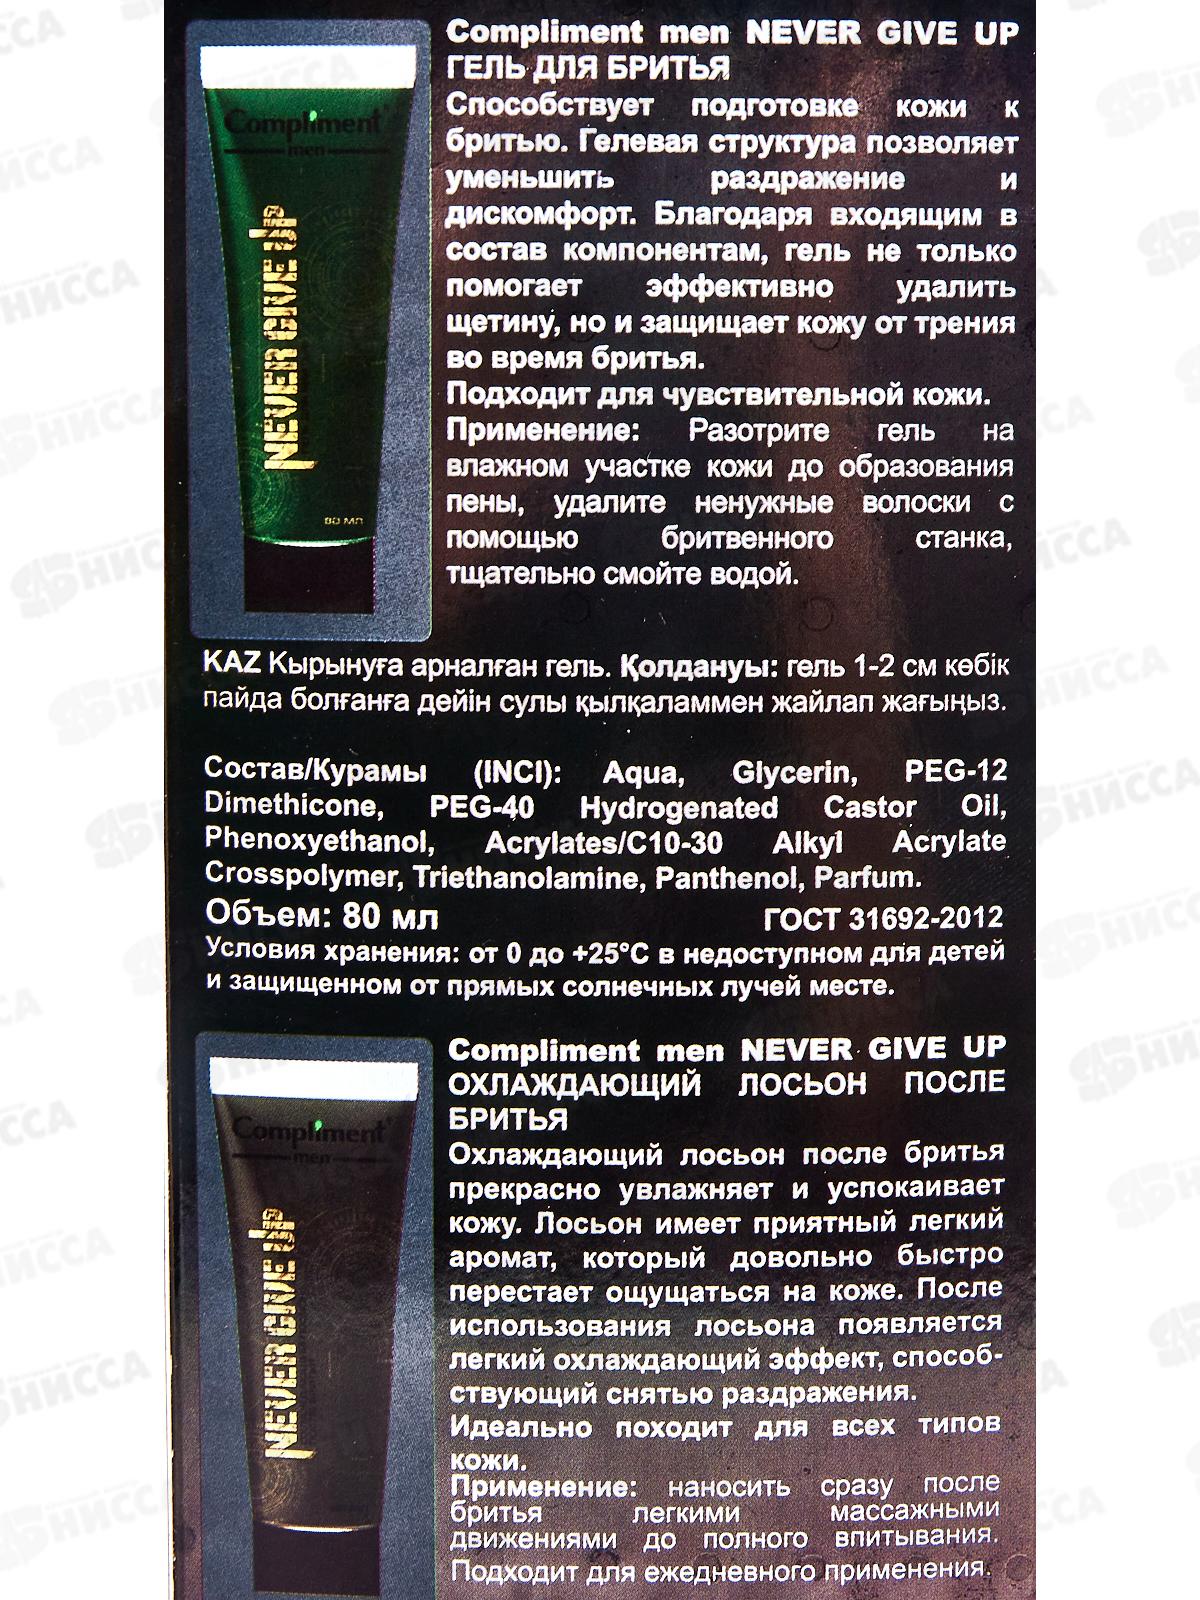 Compliment men NEVER GIVE UP
ГЕЛЬ ДЛЯ БРИТЬЯ
Способствует подготовке кожи к
бритью. Гелевая структура позволяет
уменьшить раздражение и
дискомфорт. Благодаря входящим в
состав компонентам, гель не только
помогает эффективно удалить
щетину, но и защищает кожу от трения
во время бритья.
Подходит для чувствительной кожи.
Применение: Разотрите гель на
влажном участке кожи до образования
пены, удалите ненужные волоски с
помощью бритвенного станка,
тщательно смойте водой.
Compliment
men
NEVER GIVE UP
80 МЛ
KAZ Қырынуға арналған гель. Қолдануы: гель 1-2 см көбік
пайда болғанға дейін сулы қылқаламмен жайлап жағыңыз.
Состав/Курамы (INCI): Aqua, Glycerin, PEG-12
Dimethicone, PEG-40 Hydrogenated Castor Oil,
Phenoxyethanol, Acrylates/C10-30 Alkyl Acrylate
Crosspolymer, Triethanolamine, Panthenol, Parfum.
Объем: 80 мл ГОСТ 31692-2012
Условия хранения: от 0 до +25°C в недоступном для детей
и защищенном от прямых солнечных лучей месте.
Compliment men NEVER GIVE UP
ОХЛАЖДАЮЩИЙ ЛОСЬОН ПОСЛЕ
БРИТЬЯ
Охлаждающий лосьон после бритья
прекрасно увлажняет и успокаивает
кожу. Лосьон имеет приятный легкий
аромат, который довольно быстро
перестает ощущаться на коже. После
использования лосьона появляется
легкий охлаждающий эффект, способ-
ствующий снятью раздражения.
Идеально походит для всех типов
кожи.
Применение: наносить сразу после
бритья легкими массажными
движениями до полного впитывания.
Подходит для ежедневного применения.
Compliment
men
NEVER GIVE UP